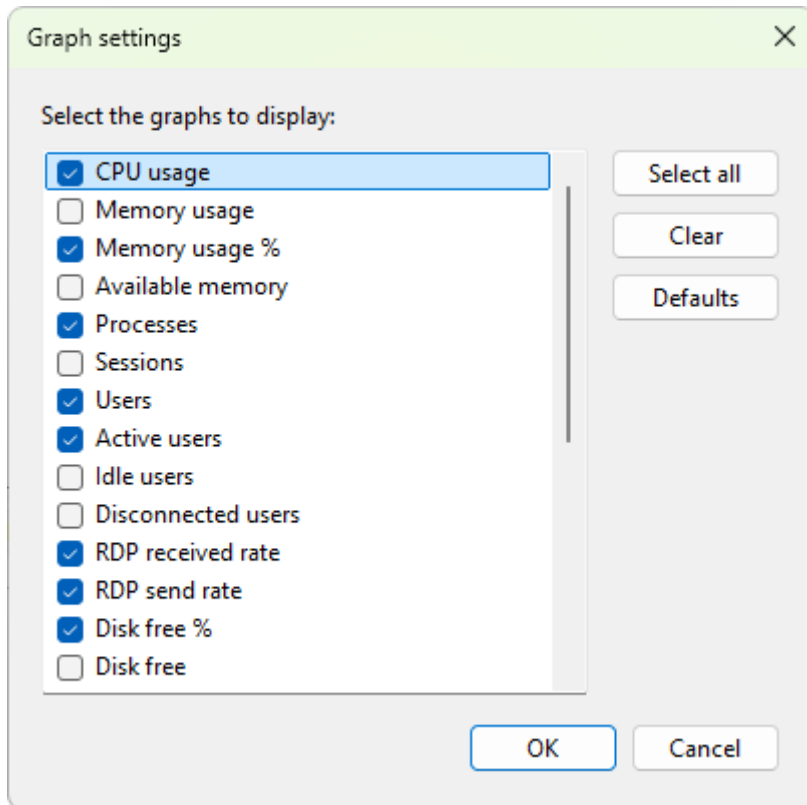 Graph settings
Select the graphs to display:
CPU usage
Memory usage
Memory usage %
Available memory
Processes
Sessions
Users
Active users
Idle users
Disconnected users
RDP received rate
RDP send rate
Disk free %
Disk free
Select all
Clear
Defaults
OK
Cancel